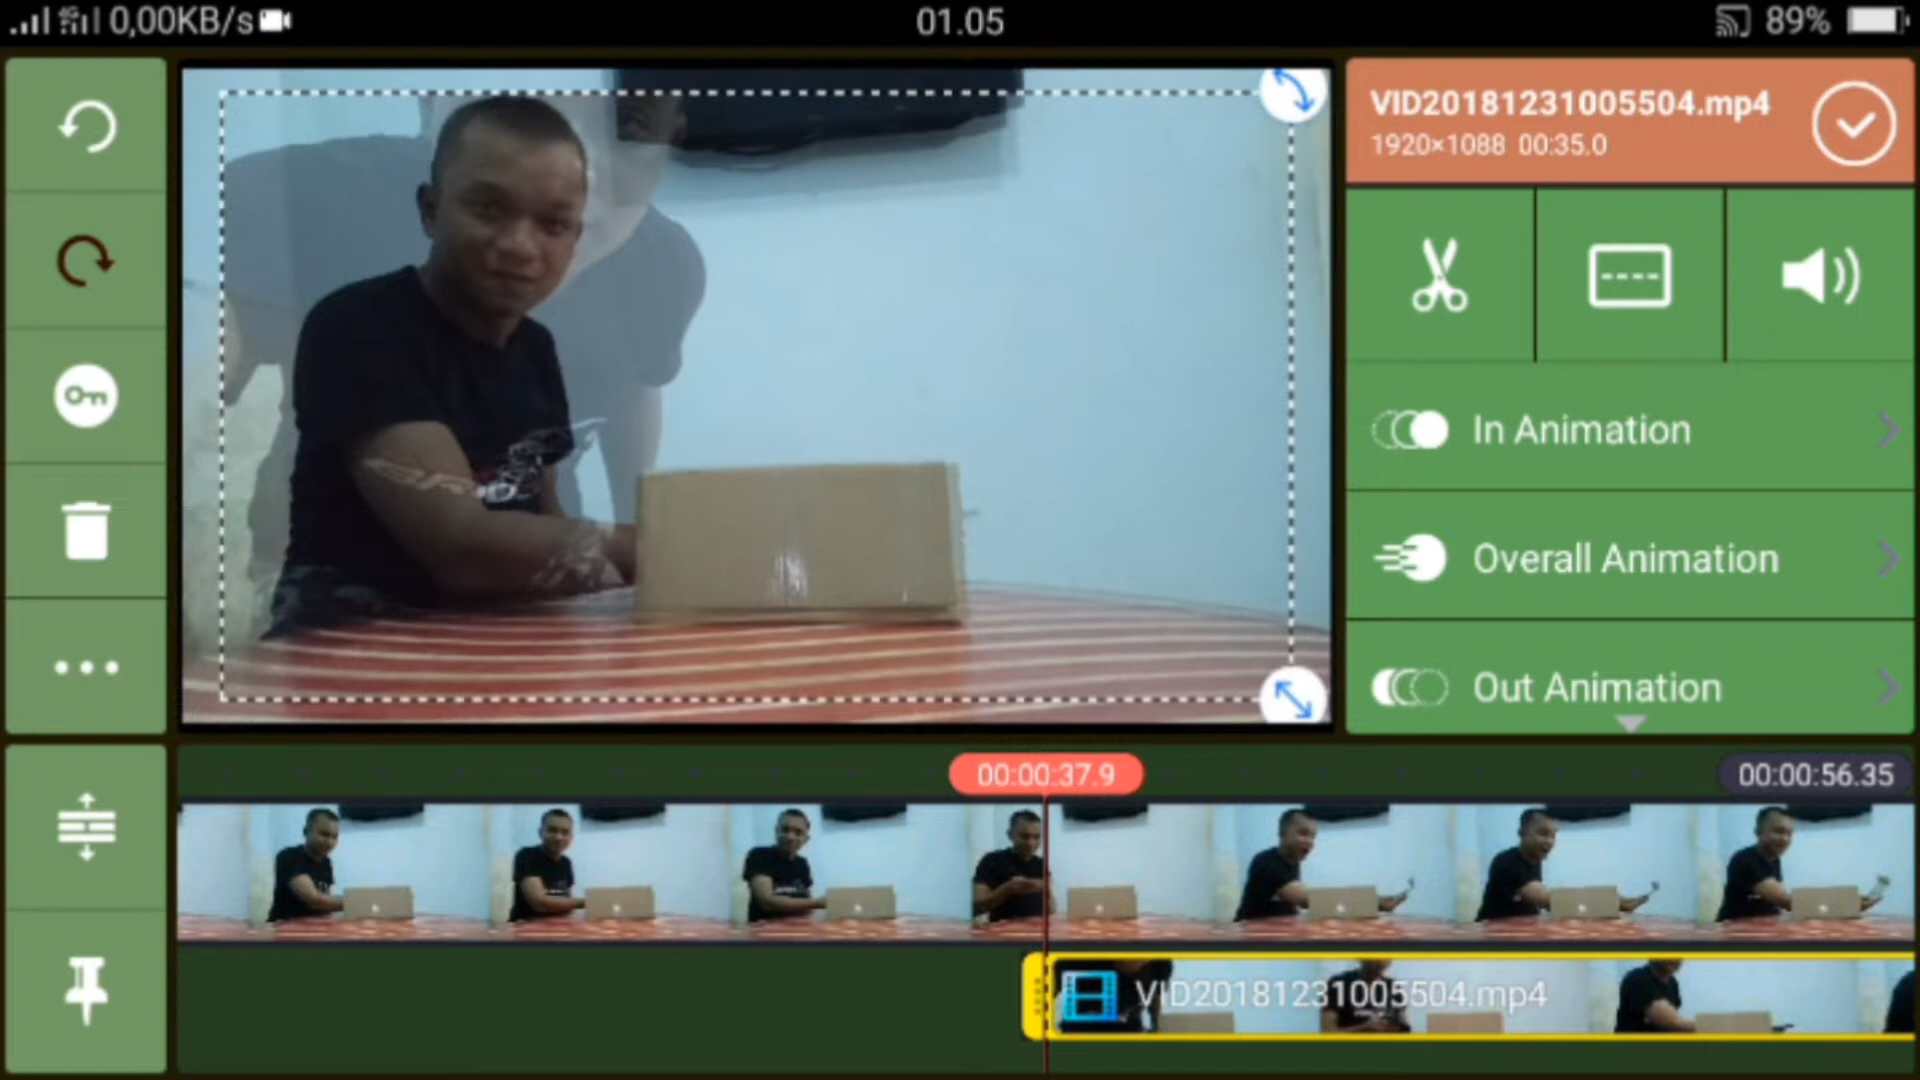 0,00KB/s
01.05
89%
VID20181231005504.mp4
1920×1088 00:35.0
In Animation
Overall Animation
Out Animation
00:00:37.9
00:00:56.35
VID20181231005504.mp4